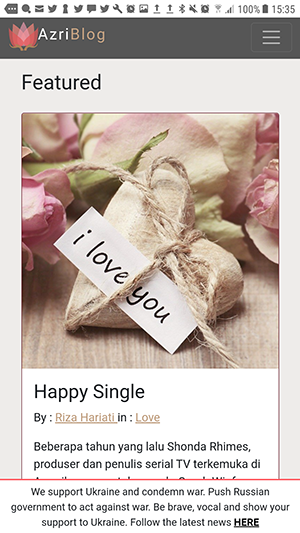 100% 15:35
AzriBlog
Featured
i love you
Happy Single
By : Riza Hariati in : Love
Beberapa tahun yang lalu Shonda Rhimes,
produser dan penulis serial TV terkemuka di
We support Ukraine and condemn war. Push Russian
government to act against war. Be brave, vocal and show your
support to Ukraine. Follow the latest news HERE